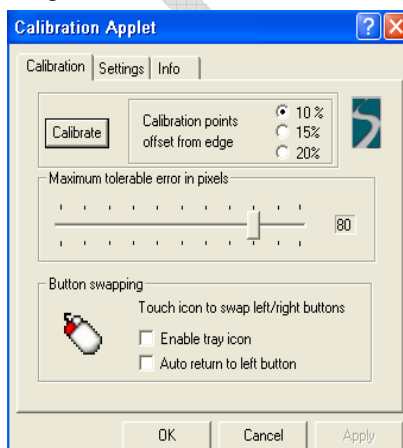 Calibration Applet
Calibration Settings Info
Calibrate
Calibration points
offset from edge
10 %
15%
20%
Maximum tolerable error in pixels
80
Button swapping
Touch icon to swap left/right buttons
Enable tray icon
Auto return to left button
OK Cancel Apply